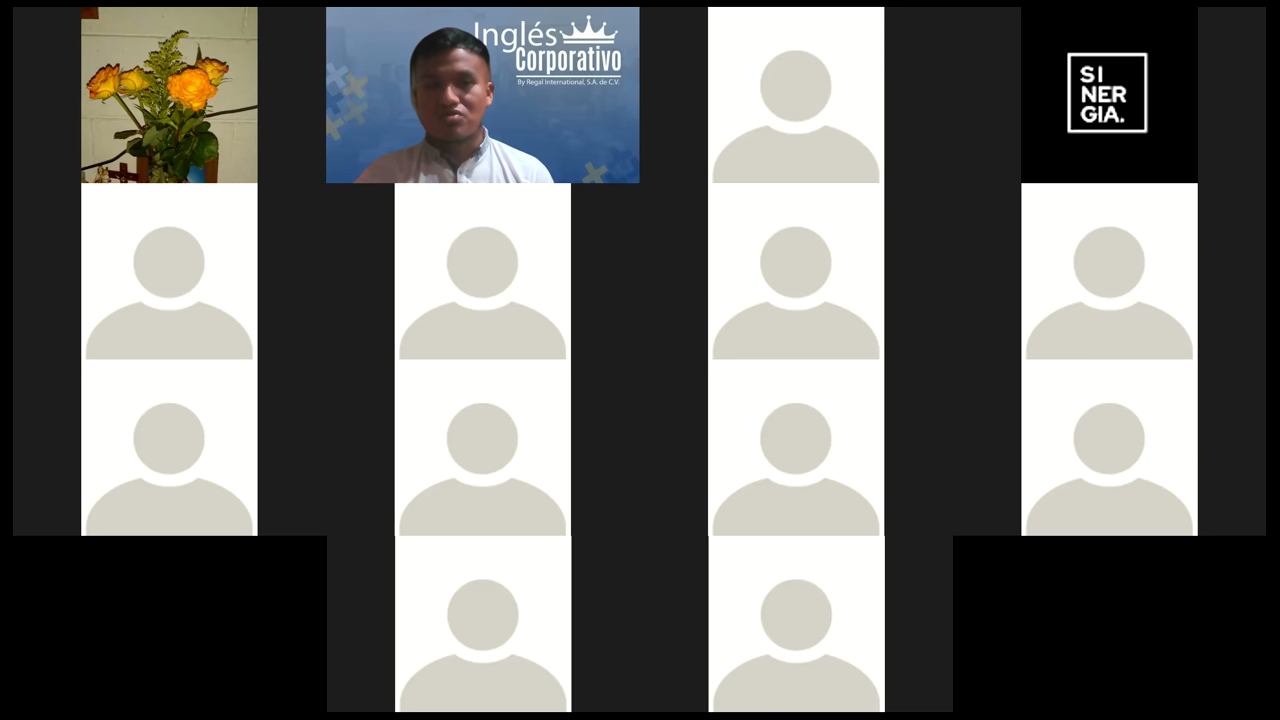 Inglés
Corporativo
By Regal International, S.A. de C.V.
SI
NER
GIA.